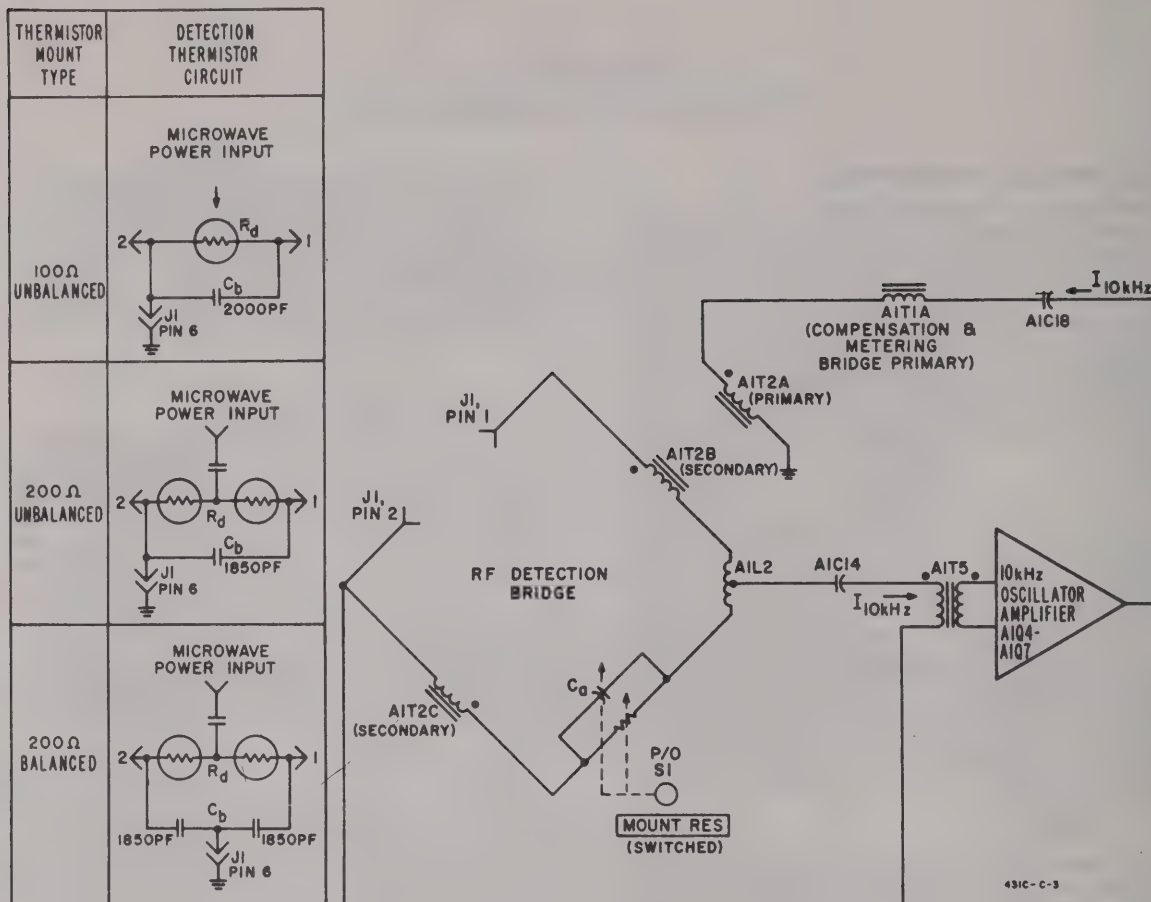 THERMISTOR
MOUNT
TYPE
DETECTION
THERMISTOR
CIRCUIT
MICROWAVE
POWER INPUT
Rd
2
1
100Ω
UNBALANCED
Cb
2000PF
J1
PIN 6
MICROWAVE
POWER INPUT
200Ω
UNBALANCED
2
1
Rd
Cb
1850PF
J1
PIN 6
MICROWAVE
POWER INPUT
200Ω
BALANCED
2
1
Rd
Cb
1850PF
1850PF
J1
PIN 6
I10kHz
A1T1A
(COMPENSATION &
METERING
BRIDGE PRIMARY)
A1C18
A1T2A
(PRIMARY)
J1,
PIN 1
A1T2B
(SECONDARY)
J1,
PIN 2
RF DETECTION
BRIDGE
A1L2
A1C14
I10kHz
A1T5
10kHz
OSCILLATOR
AMPLIFIER
A1Q4-
A1Q7
A1T2C
(SECONDARY)
Ca
P/O
S1
MOUNT RES
(SWITCHED)
431C-C-3